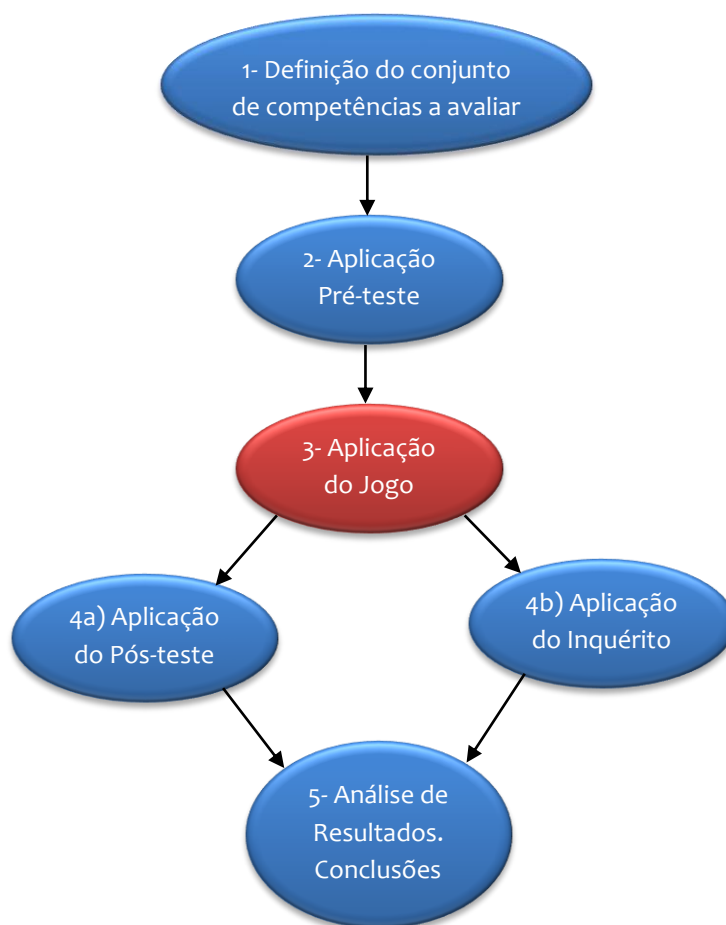 1- Definição do conjunto
de competências a avaliar
2- Aplicação
Pré-teste
3- Aplicação
do Jogo
4a) Aplicação
do Pós-teste
4b) Aplicação
do Inquérito
5- Análise de
Resultados.
Conclusões